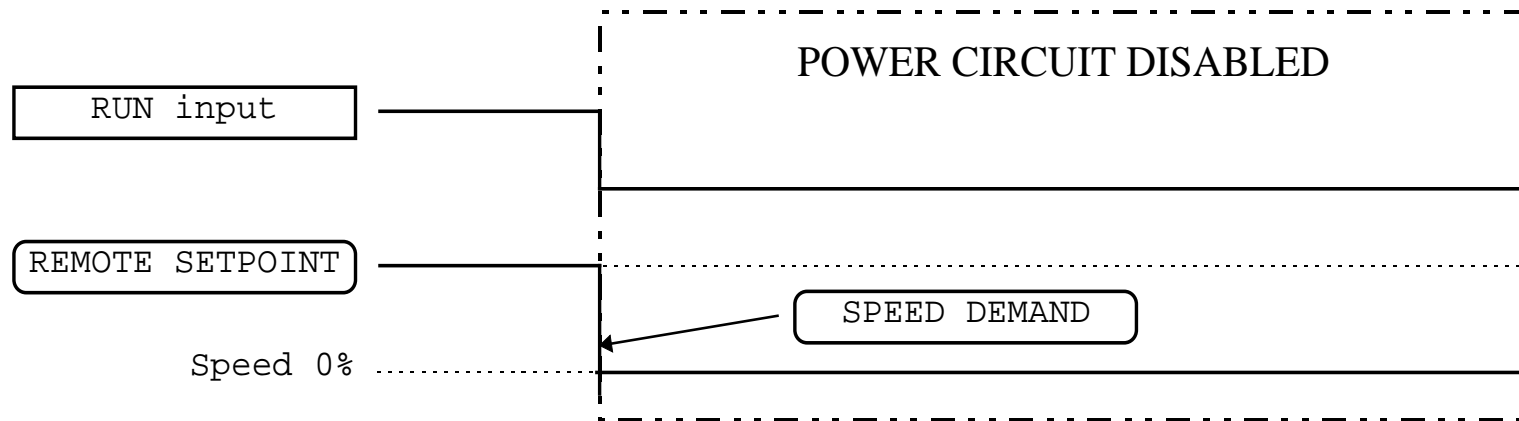 POWER CIRCUIT DISABLED
RUN input
REMOTE SETPOINT
SPEED DEMAND
Speed 0%